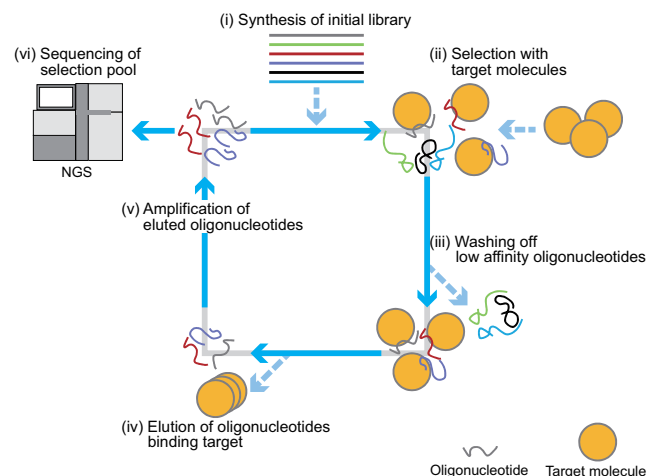 (i) Synthesis of initial library
(vi) Sequencing of
selection pool
(ii) Selection with
target molecules
NGS
(v) Amplification of
eluted oligonucleotides
(iii) Washing off
low affinity oligonucleotides
(iv) Elution of oligonucleotides
binding target
Oligonucleotide
Target molecule